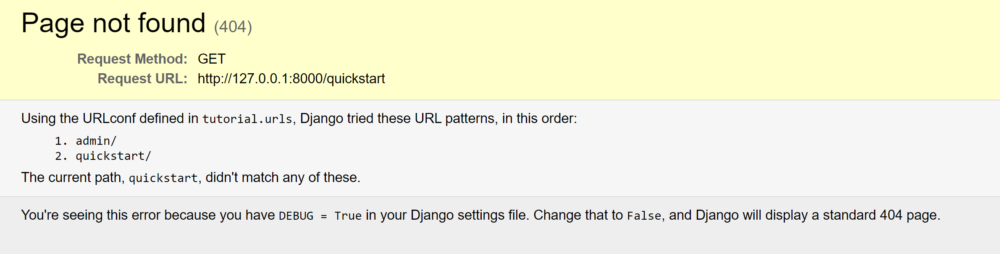 Page not found (404)
Request Method: GET
Request URL: http://127.0.0.1:8000/quickstart
Using the URLconf defined in tutorial.urls, Django tried these URL patterns, in this order:
1. admin/
2. quickstart/
The current path, quickstart, didn't match any of these.
You're seeing this error because you have DEBUG = True in your Django settings file. Change that to False, and Django will display a standard 404 page.